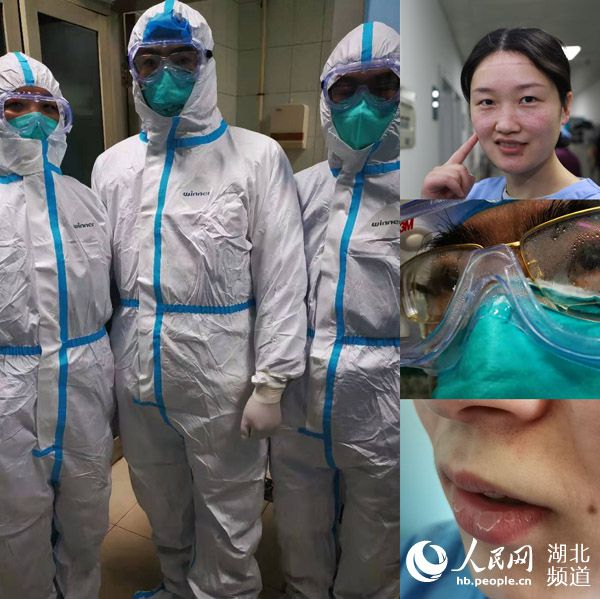 winner
winner
winner
3M
人民网
hb.people.cn
湖北
频道